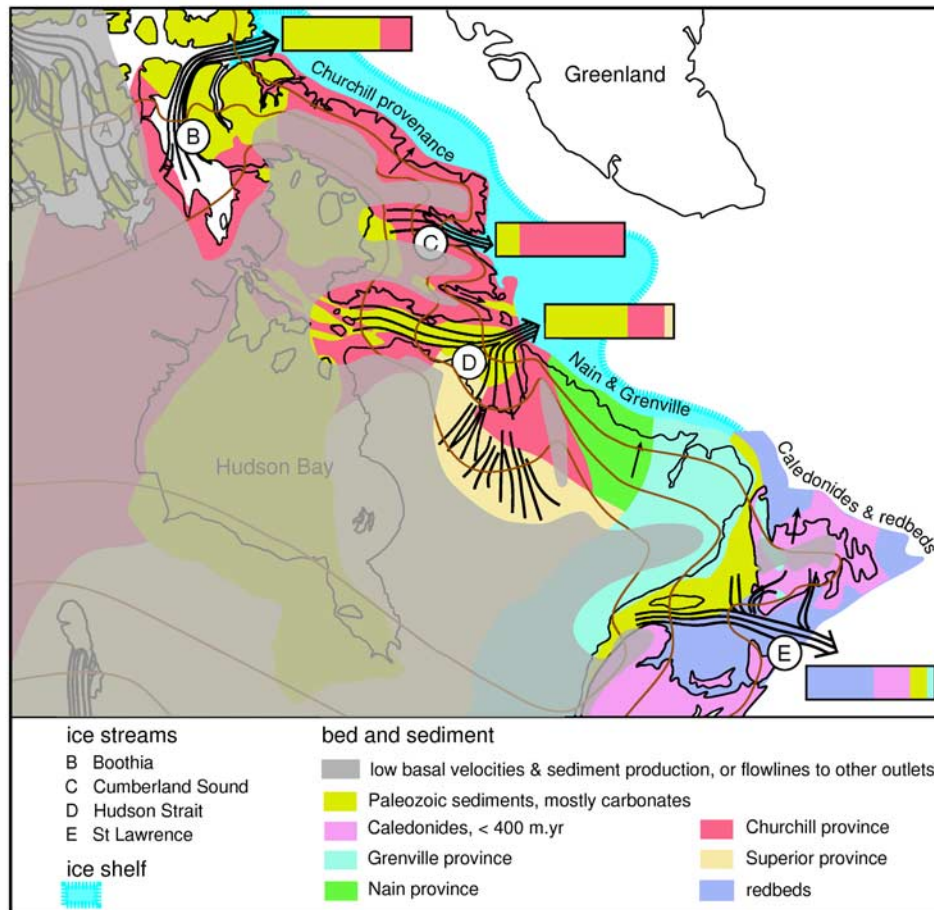 Greenland
Churchill provenance
A
B
C
D
Nain & Grenville
Hudson Bay
Caledonides & redbeds
E
ice streams
B Boothia
C Cumberland Sound
D Hudson Strait
E St Lawrence
ice shelf
bed and sediment
low basal velocities & sediment production, or flowlines to other outlets
Paleozoic sediments, mostly carbonates
Caledonides, < 400 m.yr
Churchill province
Grenville province
Superior province
Nain province
redbeds